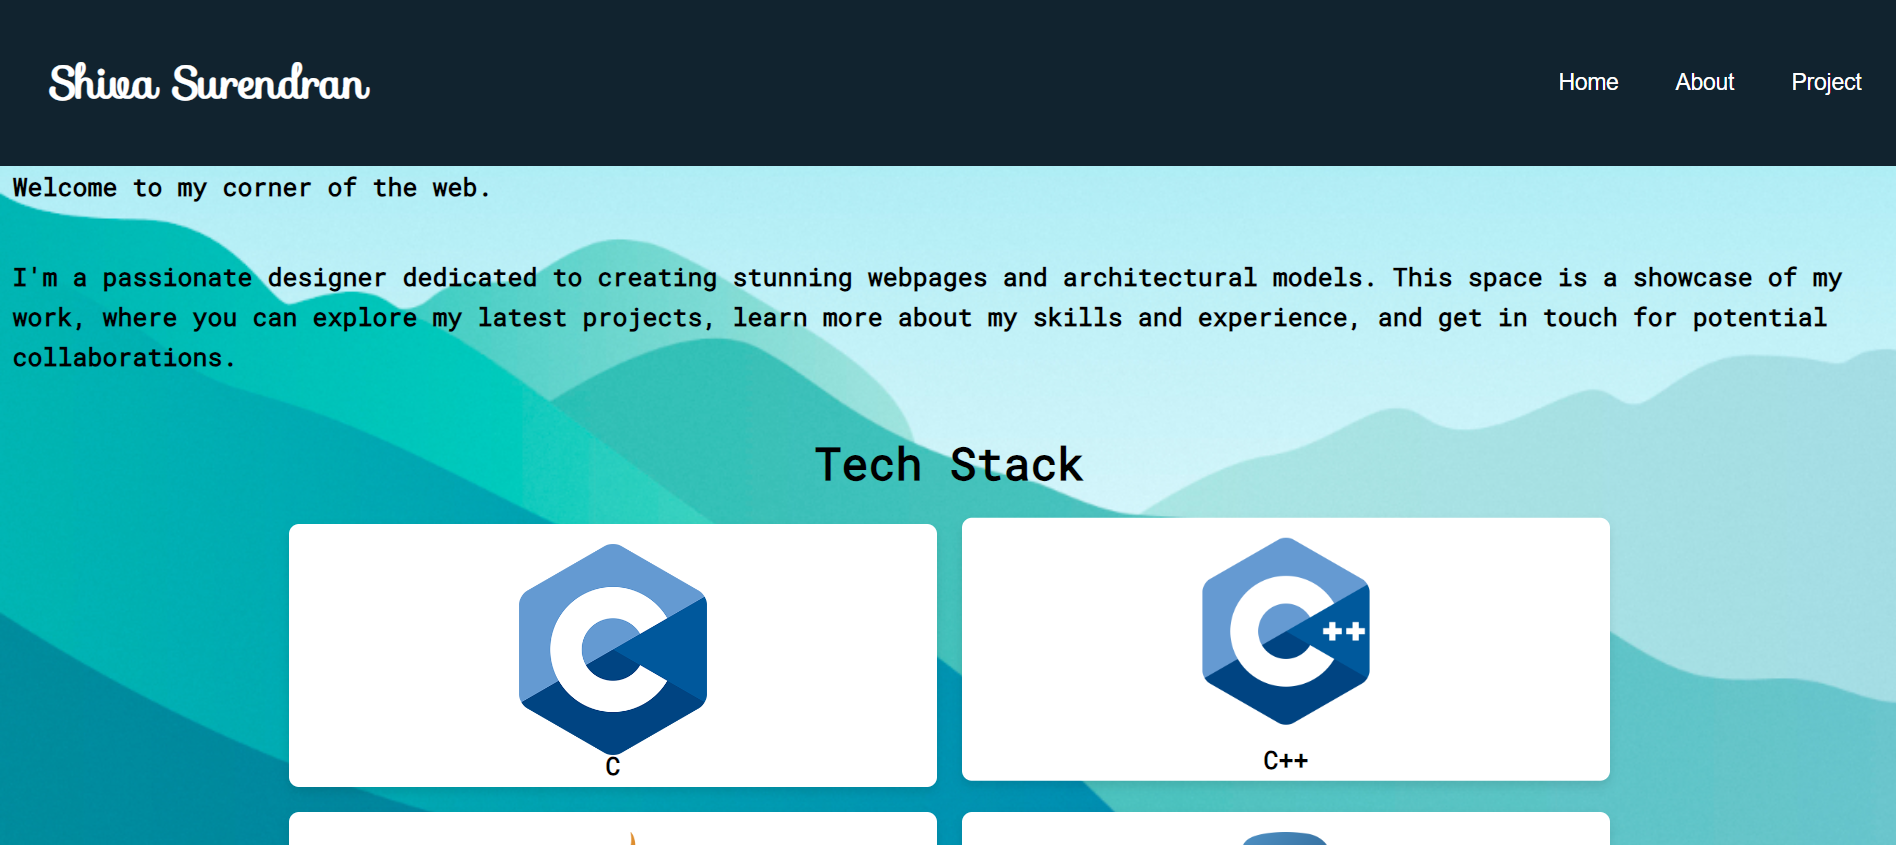 Shiva Surendran
Home About Project
Welcome to my corner of the web.
I'm a passionate designer dedicated to creating stunning webpages and architectural models. This space is a showcase of my
work, where you can explore my latest projects, learn more about my skills and experience, and get in touch for potential
collaborations.
Tech Stack
C
C++